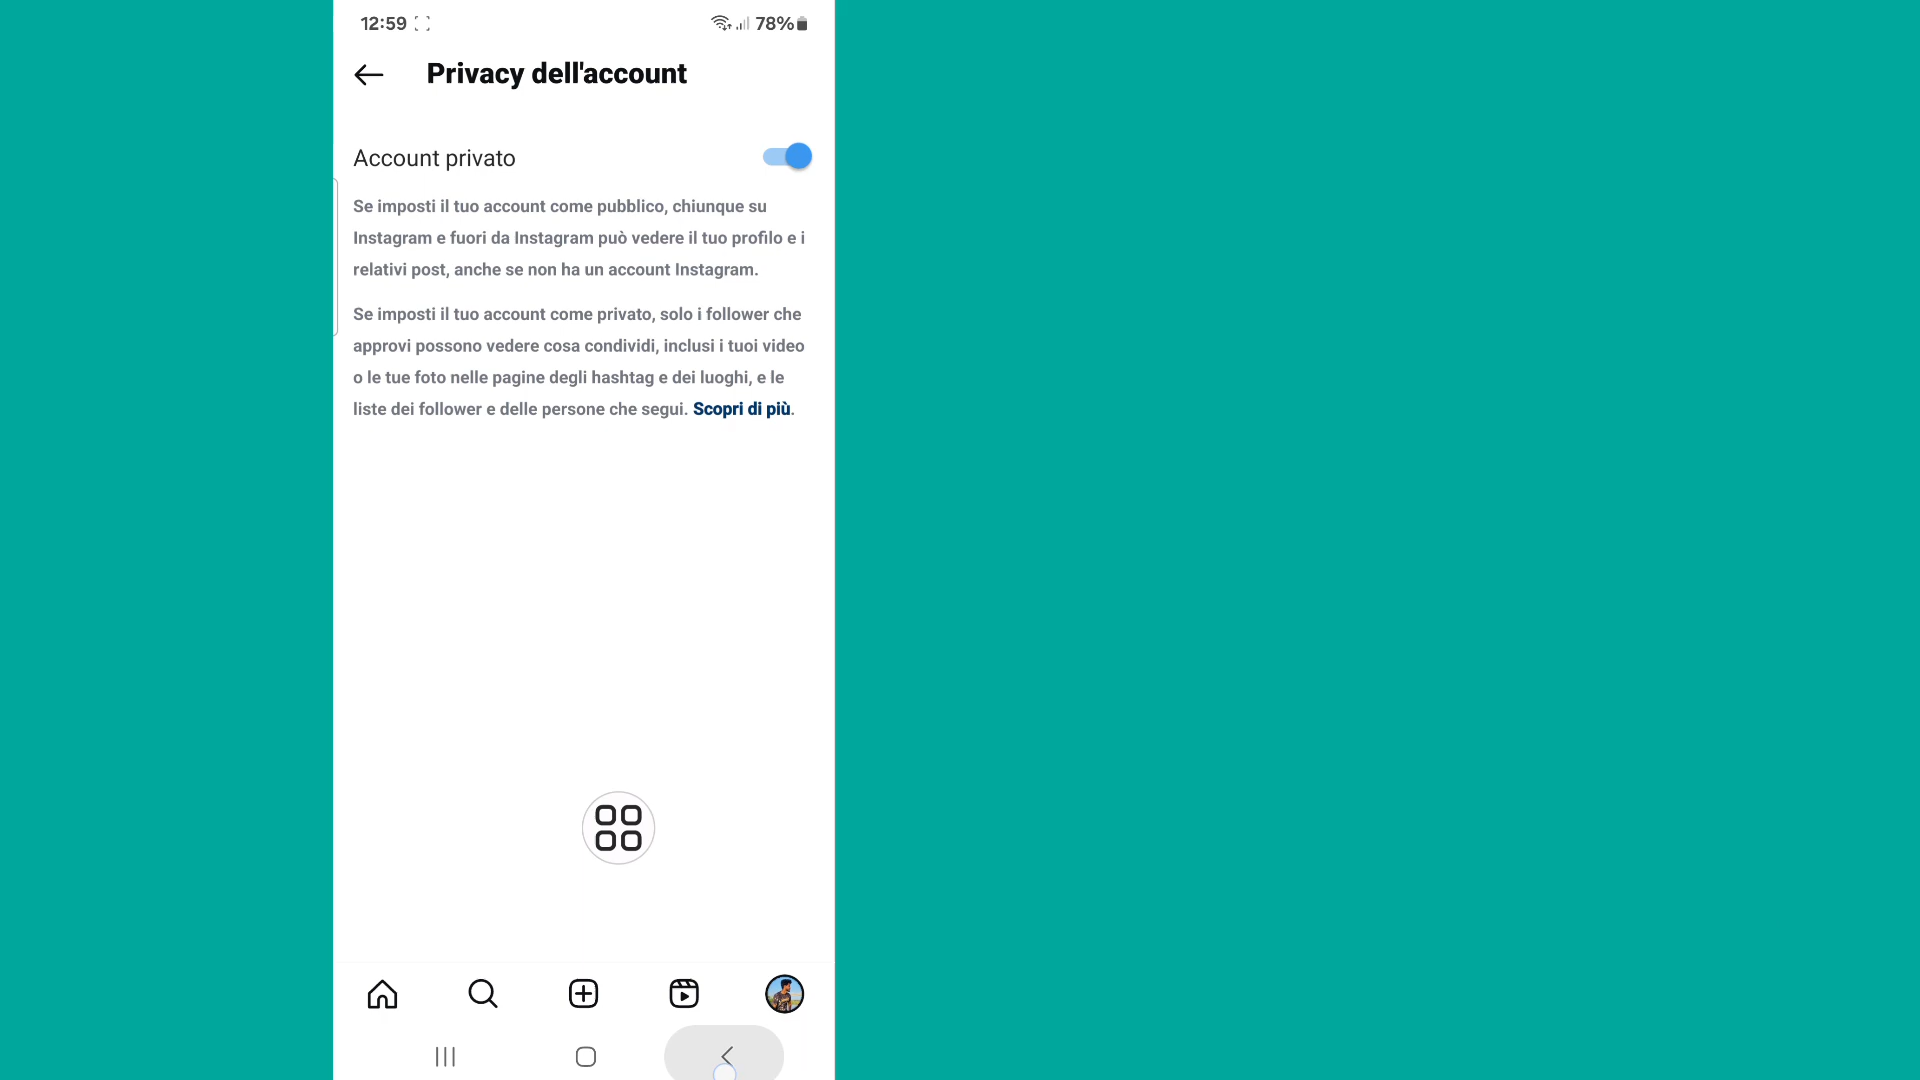 12:59
78%
Privacy dell'account
Account privato
Se imposti il tuo account come pubblico, chiunque su
Instagram e fuori da Instagram può vedere il tuo profilo e i
relativi post, anche se non ha un account Instagram.
Se imposti il tuo account come privato, solo i follower che
approvi possono vedere cosa condividi, inclusi i tuoi video
o le tue foto nelle pagine degli hashtag e dei luoghi, e le
liste dei follower e delle persone che segui. Scopri di più.